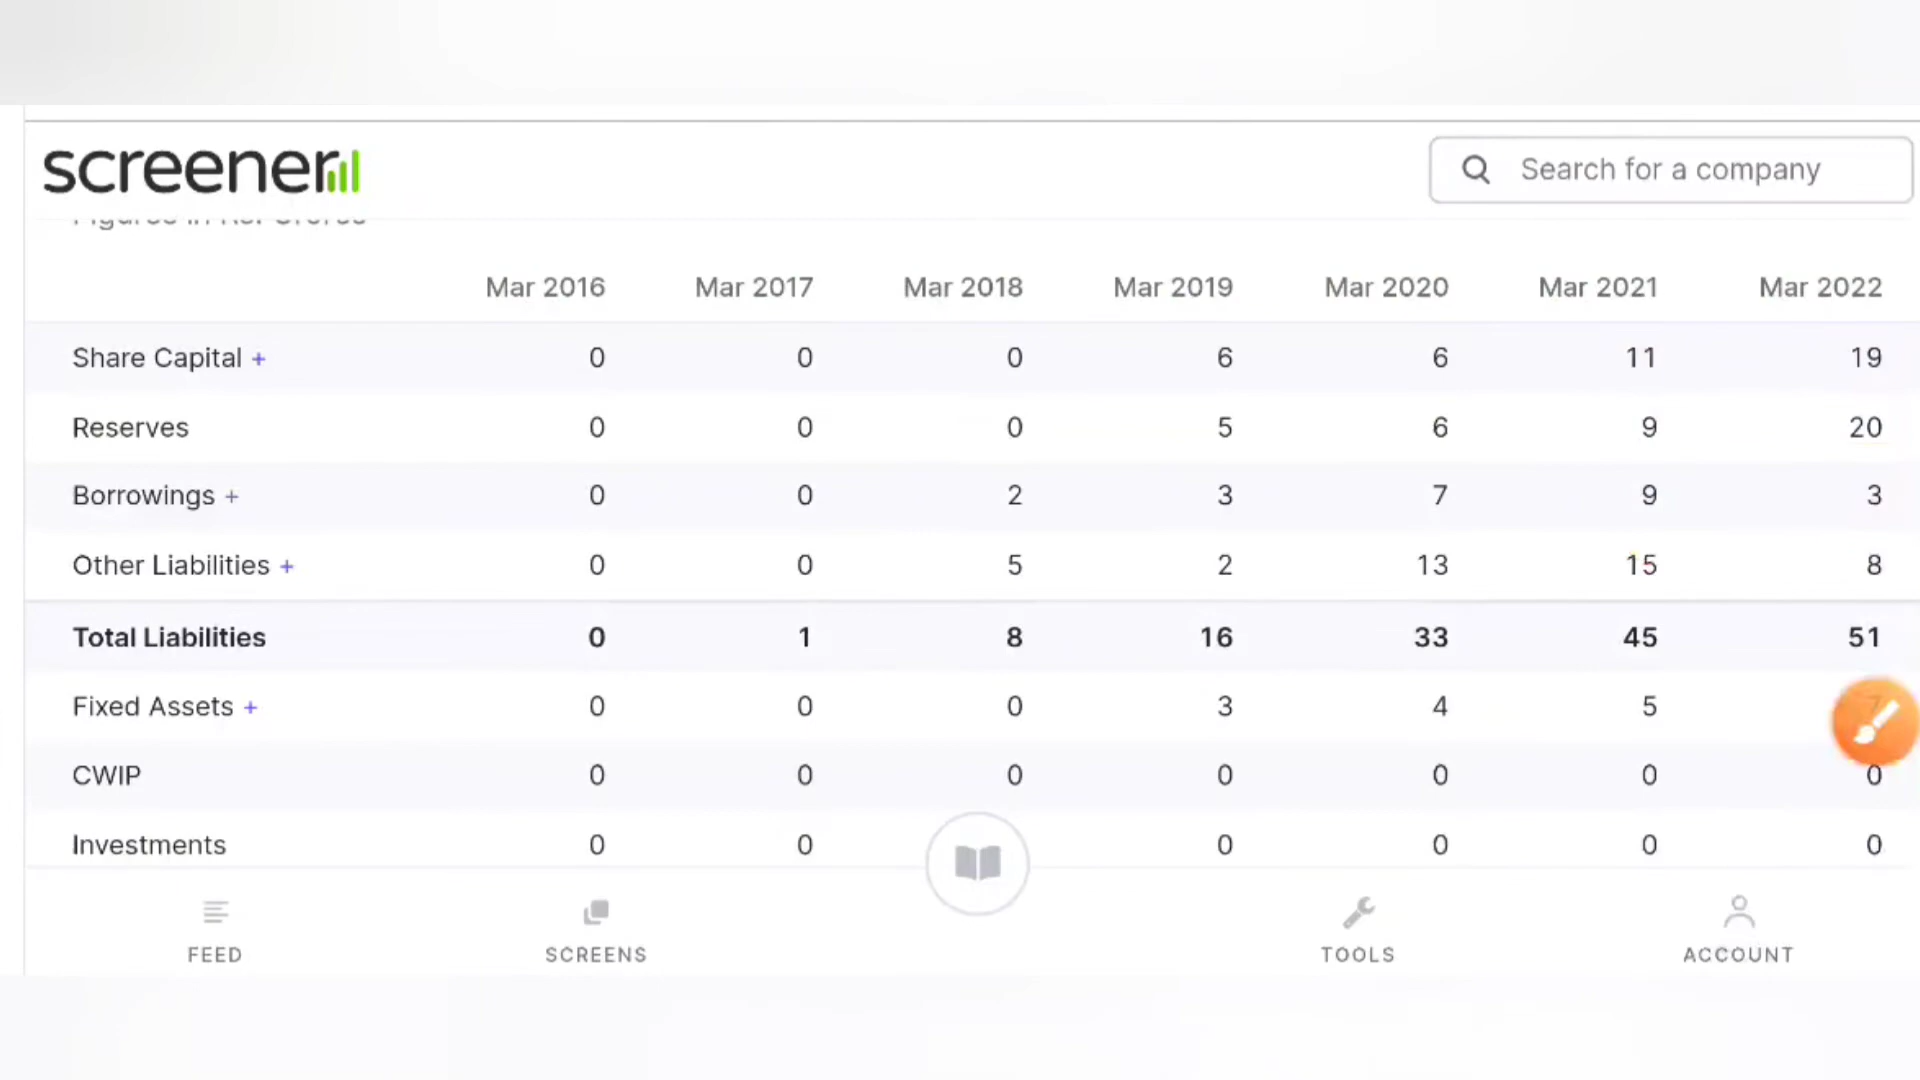 screener
Search for a company
Figures in Rs. Crores
Mar 2016 Mar 2017 Mar 2018 Mar 2019 Mar 2020 Mar 2021 Mar 2022
Share Capital + 0 0 0 6 6 11 19
Reserves 0 0 0 5 6 9 20
Borrowings + 0 0 2 3 7 9 3
Other Liabilities + 0 0 5 2 13 15 8
Total Liabilities 0 1 8 16 33 45 51
Fixed Assets + 0 0 0 3 4 5
CWIP 0 0 0 0 0 0 0
Investments 0 0 0 0 0 0
FEED SCREENS TOOLS ACCOUNT